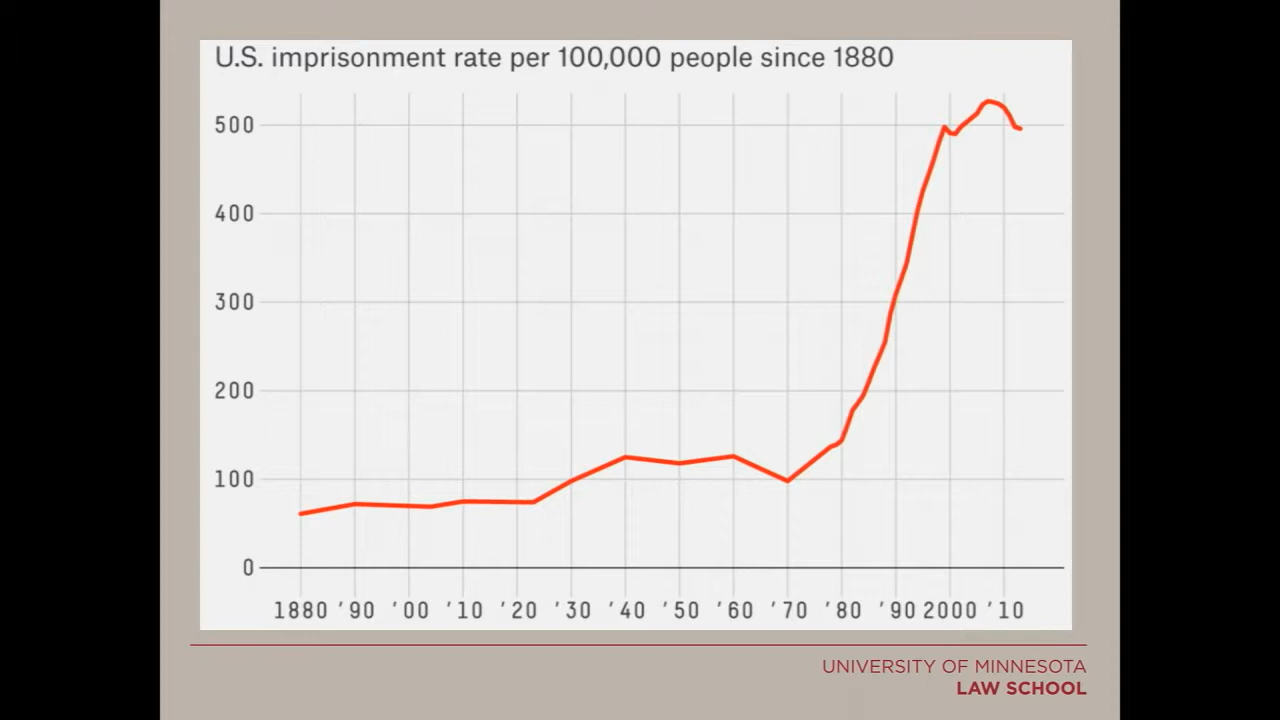 U.S. imprisonment rate per 100,000 people since 1880
500
400
300
200
100
0
1880 '90 '00 '10 '20 '30 '40 '50 '60 '70 '80 '90 2000 '10
UNIVERSITY OF MINNESOTA
LAW SCHOOL